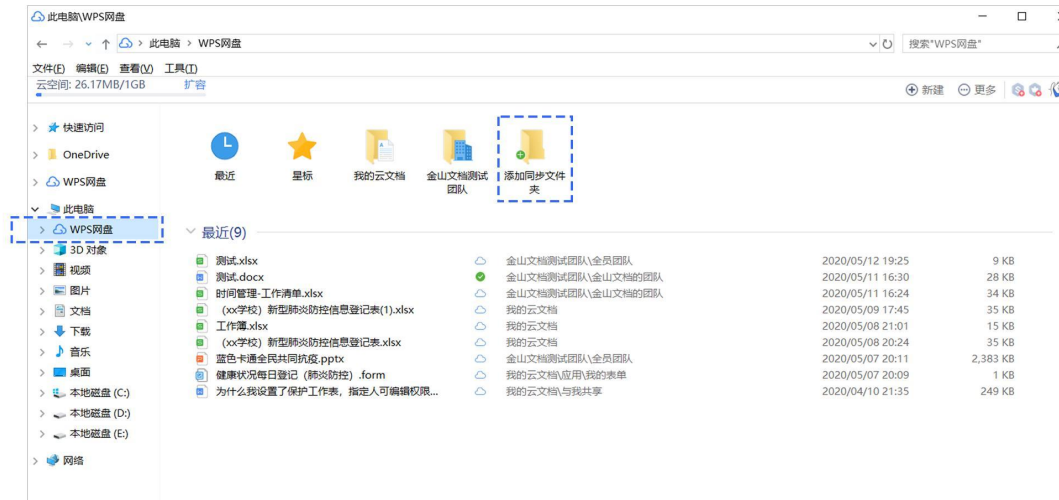 此电脑\WPS网盘
此电脑 > WPS网盘
搜索"WPS网盘"
文件(F) 编辑(E) 查看(V) 工具(T)
云空间: 26.17MB/1GB 扩容
新建 更多
快速访问
OneDrive
WPS网盘
此电脑
WPS网盘
3D 对象
视频
图片
文档
下载
音乐
桌面
本地磁盘 (C:)
本地磁盘 (D:)
本地磁盘 (E:)
网络
最近
星标
我的云文档
金山文档测试
团队
添加同步文件
夹
最近(9)
测试.xlsx 金山文档测试团队\全员团队 2020/05/12 19:25 9 KB
测试.docx 金山文档测试团队\金山文档的团队 2020/05/11 16:30 28 KB
时间管理-工作清单.xlsx 金山文档测试团队\金山文档的团队 2020/05/11 16:24 34 KB
（xx学校）新型肺炎防控信息登记表(1).xlsx 我的云文档 2020/05/09 17:45 35 KB
工作簿.xlsx 我的云文档 2020/05/08 21:01 15 KB
（xx学校）新型肺炎防控信息登记表.xlsx 我的云文档 2020/05/08 20:24 35 KB
蓝色卡通全民共同抗疫.pptx 金山文档测试团队\全员团队 2020/05/07 20:11 2,383 KB
健康状况每日登记（肺炎防控）.form 我的云文档\应用\我的表单 2020/05/07 20:09 1 KB
为什么我设置了保护工作表，指定人可编辑权限... 我的云文档\与我共享 2020/04/10 21:35 249 KB